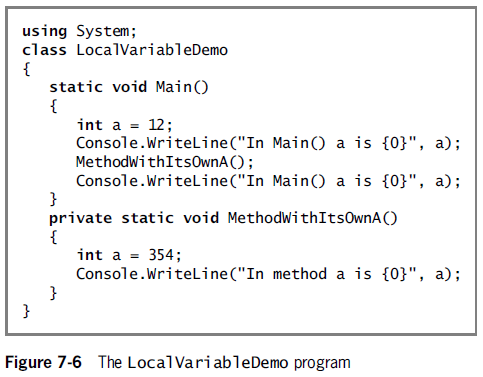 using System;
class LocalVariableDemo
{
   static void Main()
   {
      int a = 12;
      Console.WriteLine("In Main() a is {0}", a);
      MethodWithItsOwnA();
      Console.WriteLine("In Main() a is {0}", a);
   }
   private static void MethodWithItsOwnA()
   {
      int a = 354;
      Console.WriteLine("In method a is {0}", a);
   }
}
Figure 7-6 The LocalVariableDemo program